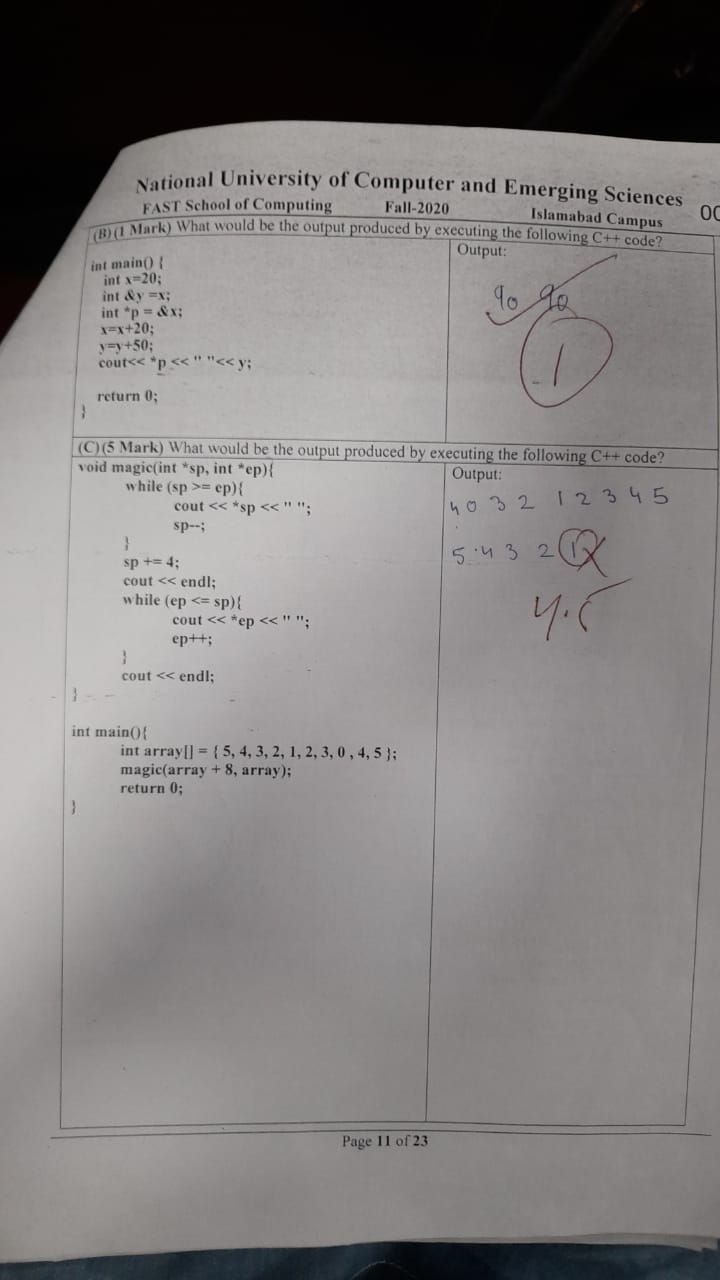 National University of Computer and Emerging Sciences
FAST School of Computing Fall-2020 Islamabad Campus
(B) (1 Mark) What would be the output produced by executing the following C++ code?
int main() {
int x=20;
int &y =x;
int *p = &x;
x=x+20;
y=y+50;
cout<< *p << " "<< y;
return 0;
}
Output:
90 90
1
(C)(5 Mark) What would be the output produced by executing the following C++ code?
void magic(int *sp, int *ep){
while (sp >= ep){
cout << *sp << " ";
sp--;
}
sp += 4;
cout << endl;
while (ep <= sp){
cout << *ep << " ";
ep++;
}
cout << endl;
}
int main(){
int array[] = { 5, 4, 3, 2, 1, 2, 3, 0 , 4, 5 };
magic(array + 8, array);
return 0;
}
Output:
4 0 3 2 1 2 3 4 5
5 4 3 2 1
4.5
Page 11 of 23